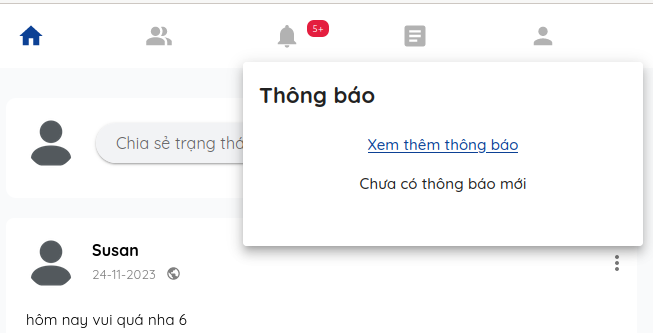 5+
Thông báo
Xem thêm thông báo
Chưa có thông báo mới
Chia sẻ trạng thá
Susan
24-11-2023
hôm nay vui quá nha 6